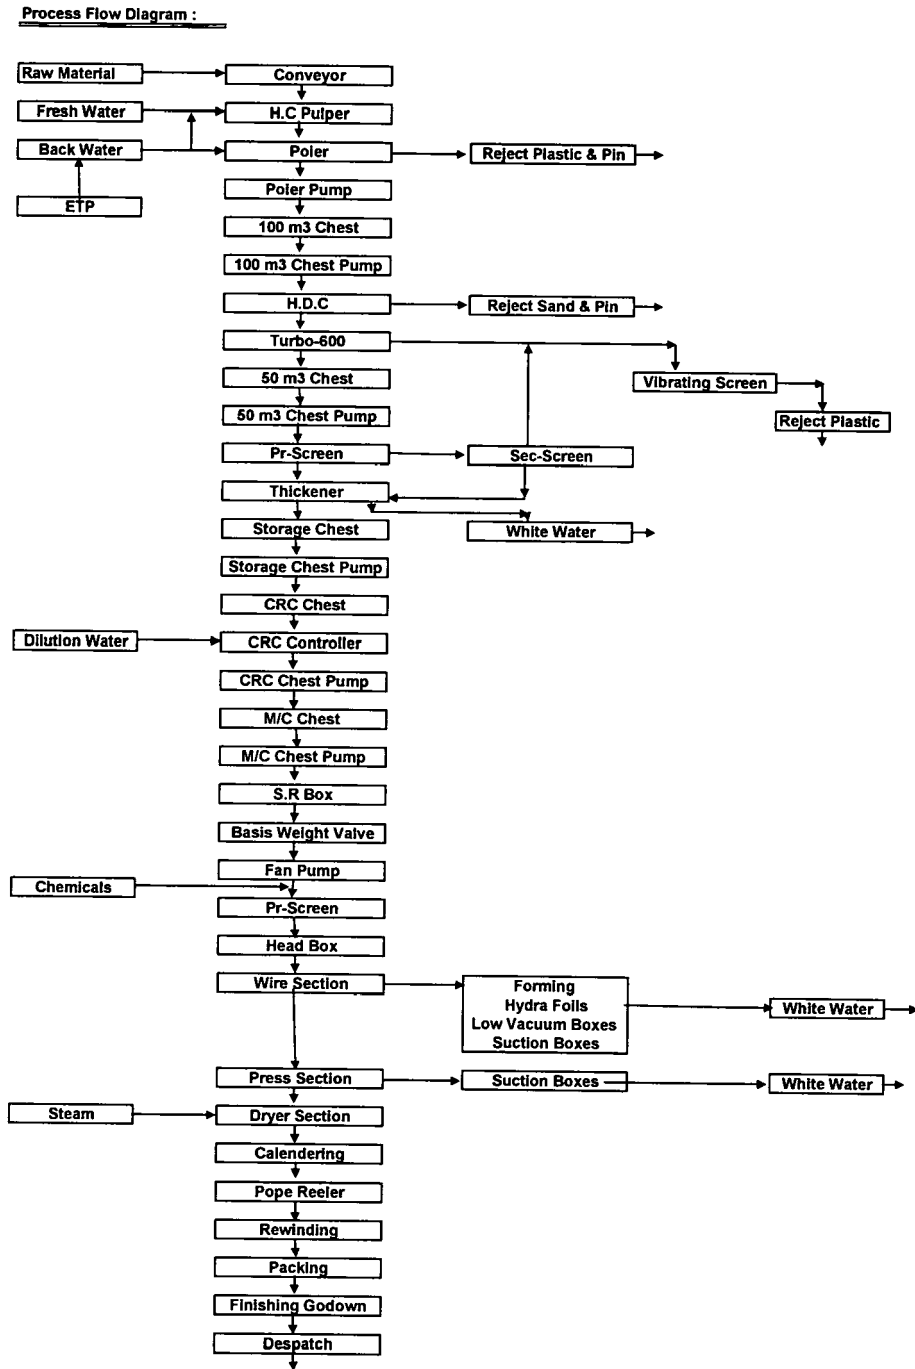 Process Flow Diagram :
Raw Material
Conveyor
Fresh Water
H.C Pulper
Back Water
Poler
Reject Plastic & Pin
ETP
Poler Pump
100 m3 Chest
100 m3 Chest Pump
H.D.C
Reject Sand & Pin
Turbo-600
50 m3 Chest
Vibrating Screen
50 m3 Chest Pump
Reject Plastic
Pr-Screen
Sec-Screen
Thickener
Storage Chest
White Water
Storage Chest Pump
CRC Chest
Dilution Water
CRC Controller
CRC Chest Pump
M/C Chest
M/C Chest Pump
S.R Box
Basis Weight Valve
Fan Pump
Chemicals
Pr-Screen
Head Box
Wire Section
Forming
Hydra Foils
Low Vacuum Boxes
Suction Boxes
White Water
Press Section
Suction Boxes
White Water
Steam
Dryer Section
Calendering
Pope Reeler
Rewinding
Packing
Finishing Godown
Despatch